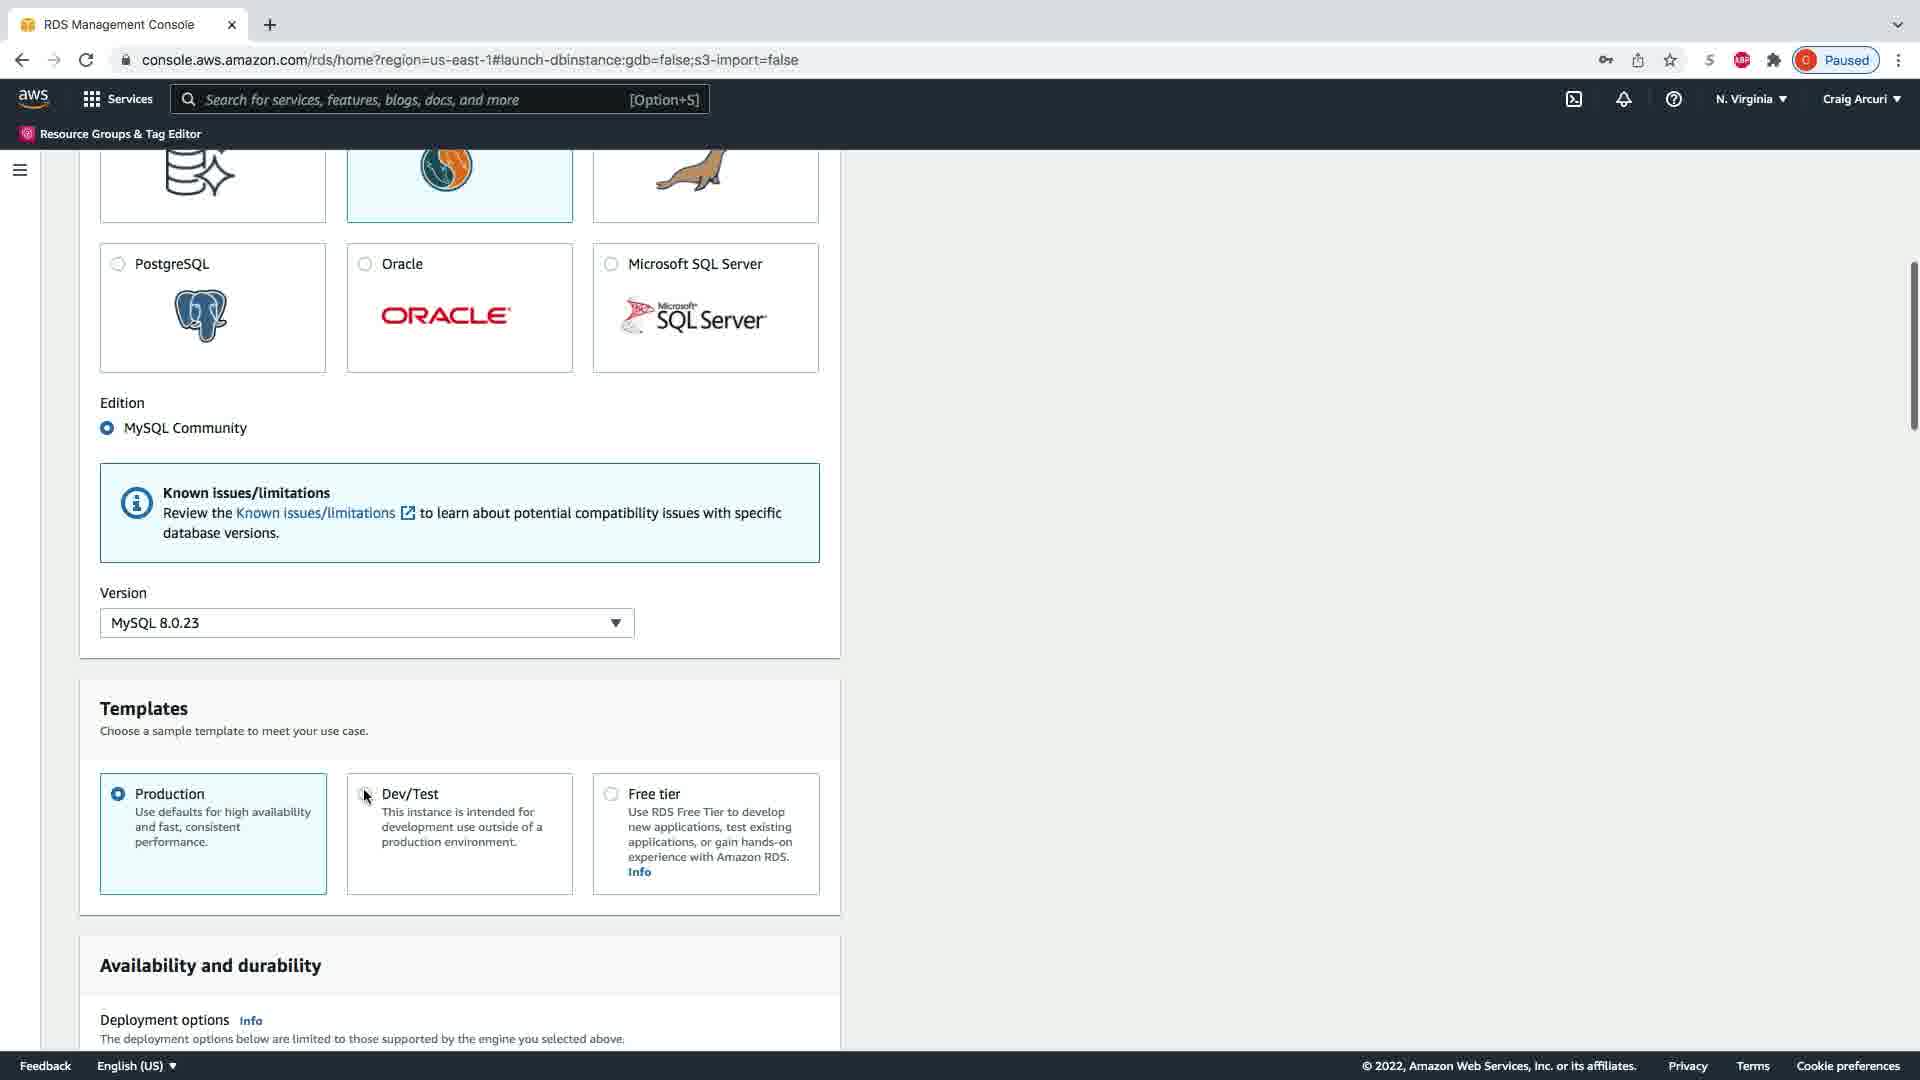 RDS Management Console
console.aws.amazon.com/rds/home?region=us-east-1#launch-dbinstance:gdb=false;s3-import=false
S
ABP
C
Paused
aws
Services
Search for services, features, blogs, docs, and more
[Option+S]
N. Virginia
Craig Arcuri
Resource Groups & Tag Editor
PostgreSQL
Oracle
Microsoft SQL Server
ORACLE
Microsoft
SQL Server
Edition
MySQL Community
Known issues/limitations
Review the Known issues/limitations to learn about potential compatibility issues with specific
database versions.
Version
MySQL 8.0.23
Templates
Choose a sample template to meet your use case.
Production
Use defaults for high availability
and fast, consistent
performance.
Dev/Test
This instance is intended for
development use outside of a
production environment.
Free tier
Use RDS Free Tier to develop
new applications, test existing
applications, or gain hands-on
experience with Amazon RDS.
Info
Availability and durability
Deployment options Info
The deployment options below are limited to those supported by the engine you selected above.
Feedback
English (US)
© 2022, Amazon Web Services, Inc. or its affiliates.
Privacy
Terms
Cookie preferences